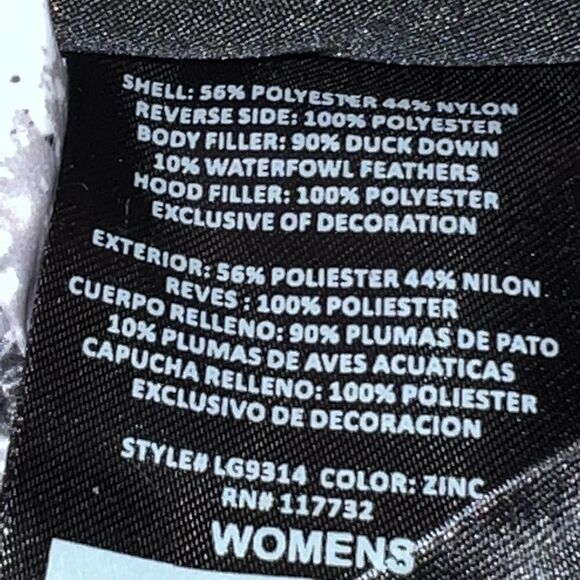 SHELL: 56% POLYESTER 44% NYLON
REVERSE SIDE: 100% POLYESTER
BODY FILLER: 90% DUCK DOWN
10% WATERFOWL FEATHERS
HOOD FILLER: 100% POLYESTER
EXCLUSIVE OF DECORATION
EXTERIOR: 56% POLIESTER 44% NILON
REVES : 100% POLIESTER
CUERPO RELLENO: 90% PLUMAS DE PATO
10% PLUMAS DE AVES ACUATICAS
CAPUCHA RELLENO: 100% POLIESTER
EXCLUSIVO DE DECORACION
STYLE# LG9314 COLOR: ZINC
RN# 117732
WOMENS